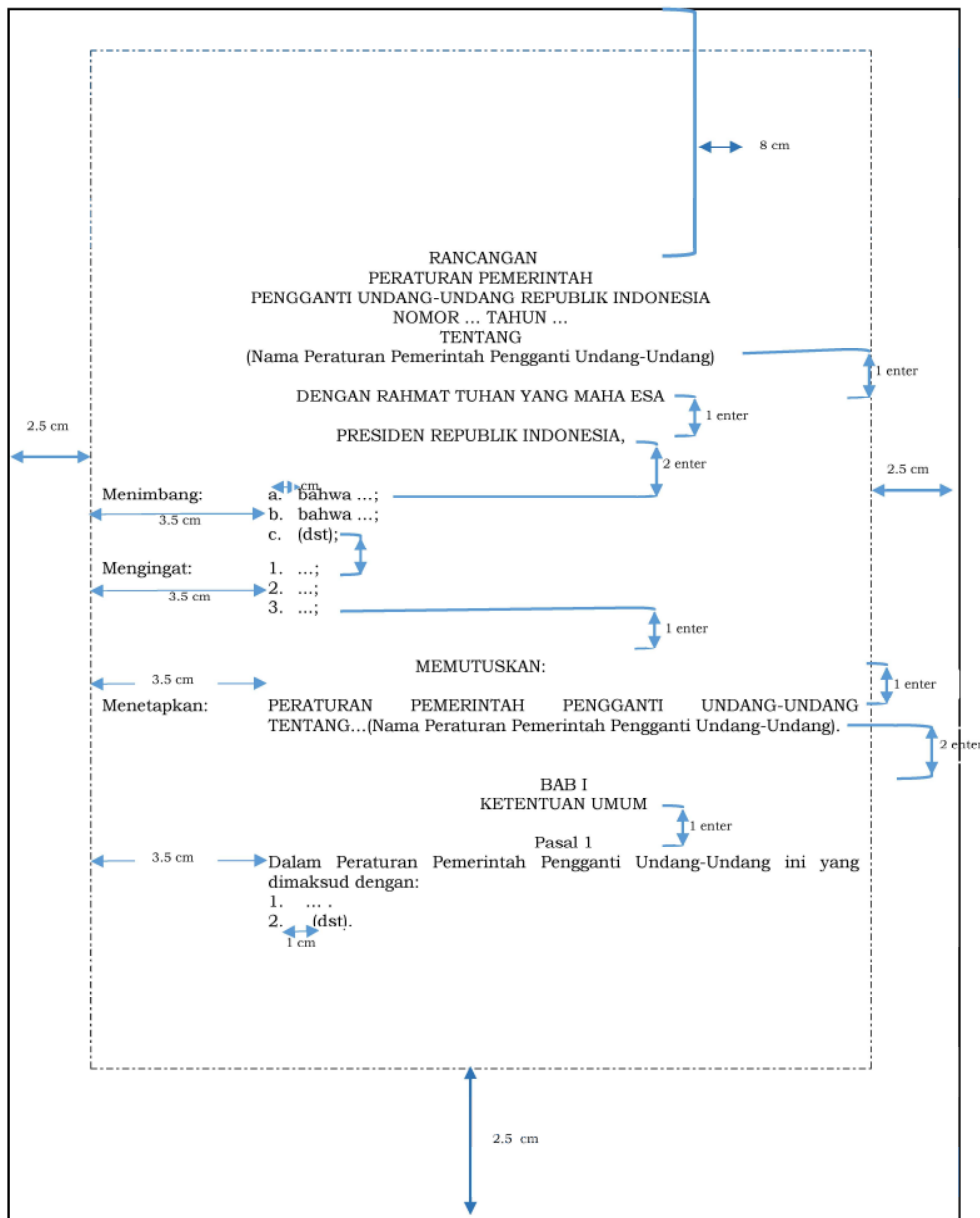 8 cm
RANCANGAN
PERATURAN PEMERINTAH
PENGGANTI UNDANG-UNDANG REPUBLIK INDONESIA
NOMOR ... TAHUN ...
TENTANG
(Nama Peraturan Pemerintah Pengganti Undang-Undang)
1 enter
DENGAN RAHMAT TUHAN YANG MAHA ESA
1 enter
2.5 cm
PRESIDEN REPUBLIK INDONESIA,
2 enter
2.5 cm
cm
Menimbang: a. bahwa ...;
3.5 cm b. bahwa ...;
c. (dst);
Mengingat: 1. ...;
3.5 cm 2. ...;
3. ...;
1 enter
MEMUTUSKAN:
3.5 cm
1 enter
Menetapkan: PERATURAN PEMERINTAH PENGGANTI UNDANG-UNDANG
TENTANG...(Nama Peraturan Pemerintah Pengganti Undang-Undang).
2 enter
BAB I
KETENTUAN UMUM
1 enter
Pasal 1
3.5 cm Dalam Peraturan Pemerintah Pengganti Undang-Undang ini yang
dimaksud dengan:
1. ... .
2. (dst).
1 cm
2.5 cm